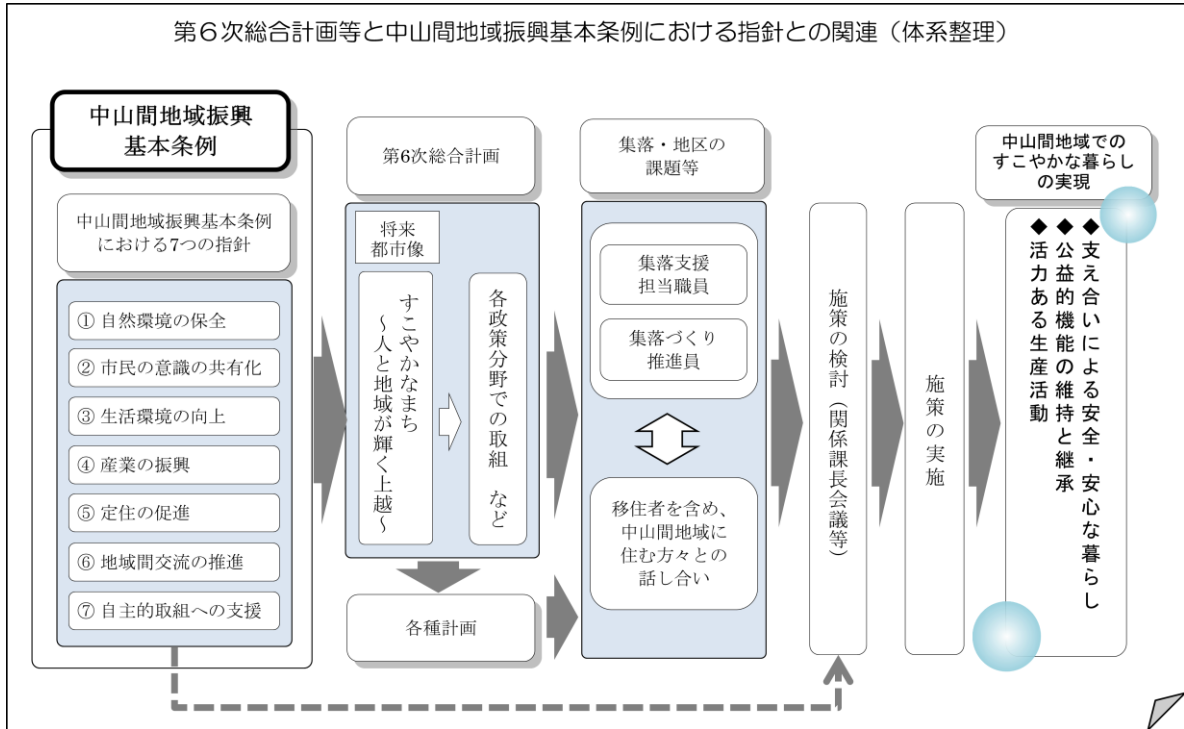 第6次総合計画等と中山間地域振興基本条例における指針との関連（体系整理）
中山間地域振興
基本条例
中山間地域振興基本条例
における7つの指針
① 自然環境の保全
② 市民の意識の共有化
③ 生活環境の向上
④ 産業の振興
⑤ 定住の促進
⑥ 地域間交流の推進
⑦ 自主的取組への支援
第6次総合計画
将来
都市像
すこやかなまち
～人と地域が輝く上越～
各政策分野での取組 など
各種計画
集落・地区の
課題等
集落支援
担当職員
集落づくり
推進員
移住者を含め、
中山間地域に
住む方々との
話し合い
施策の検討（関係課長会議等）
施策の実施
中山間地域での
すこやかな暮らし
の実現
◆支え合いによる安全・安心な暮らし
◆公益的機能の維持と継承
◆活力ある生産活動